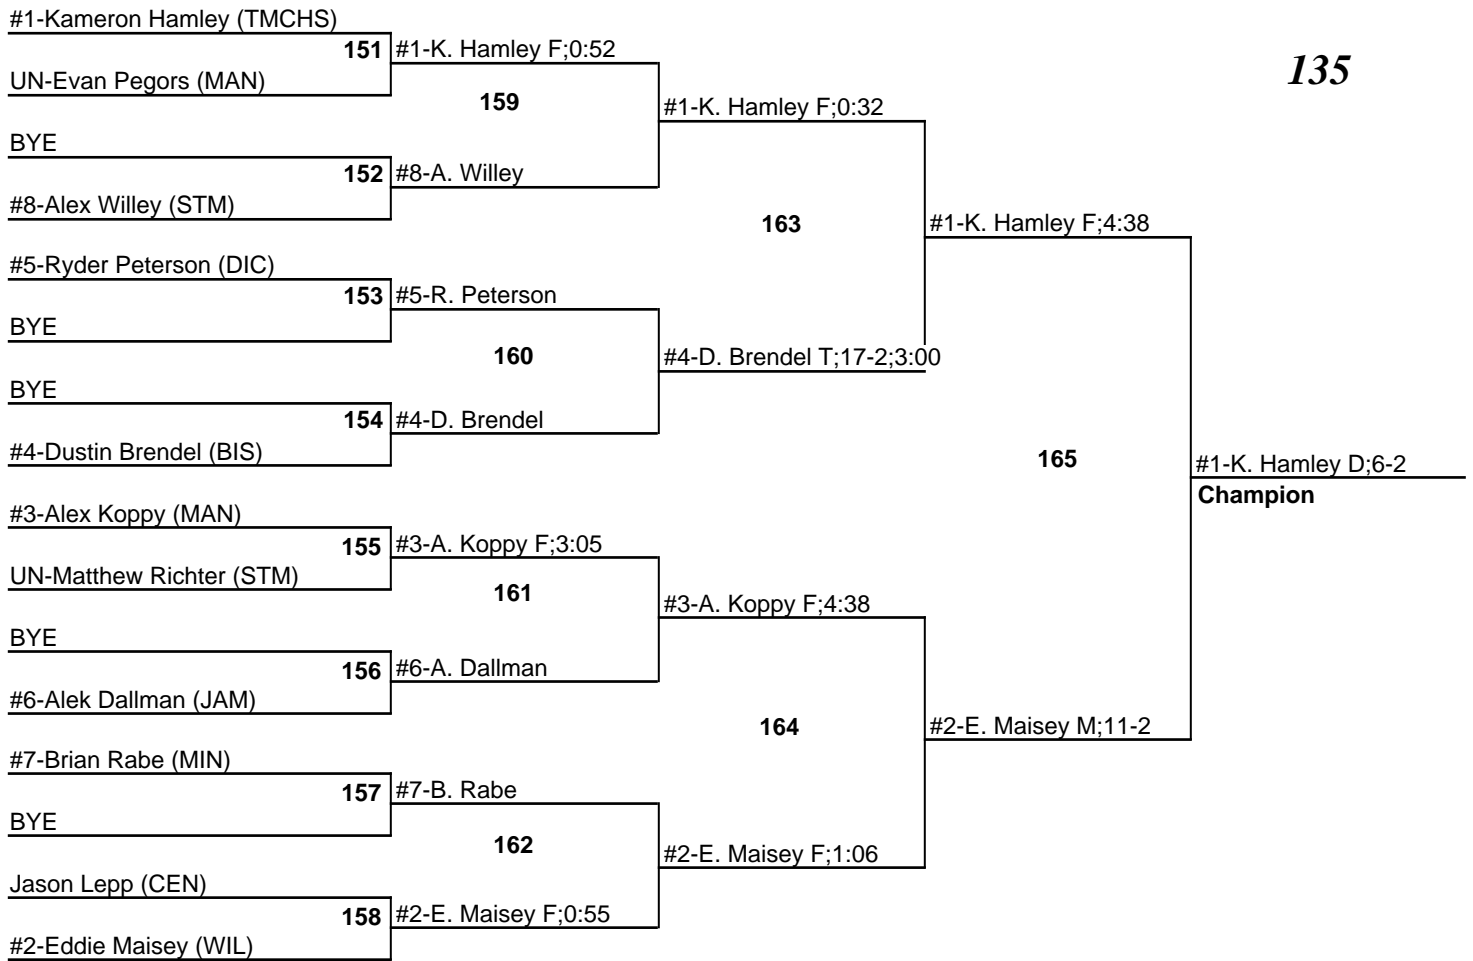 #1-Kameron Hamley (TMCHS)
151 #1-K. Hamley F;0:52
135
UN-Evan Pegors (MAN)
159
#1-K. Hamley F;0:32
BYE
152 #8-A. Willey
#8-Alex Willey (STM)
163
#1-K. Hamley F;4:38
#5-Ryder Peterson (DIC)
153 #5-R. Peterson
BYE
160
#4-D. Brendel T;17-2;3:00
BYE
154 #4-D. Brendel
#4-Dustin Brendel (BIS)
165
#1-K. Hamley D;6-2
Champion
#3-Alex Koppy (MAN)
155 #3-A. Koppy F;3:05
UN-Matthew Richter (STM)
161
#3-A. Koppy F;4:38
BYE
156 #6-A. Dallman
#6-Alek Dallman (JAM)
164
#2-E. Maisey M;11-2
#7-Brian Rabe (MIN)
157 #7-B. Rabe
BYE
162
#2-E. Maisey F;1:06
Jason Lepp (CEN)
158 #2-E. Maisey F;0:55
#2-Eddie Maisey (WIL)